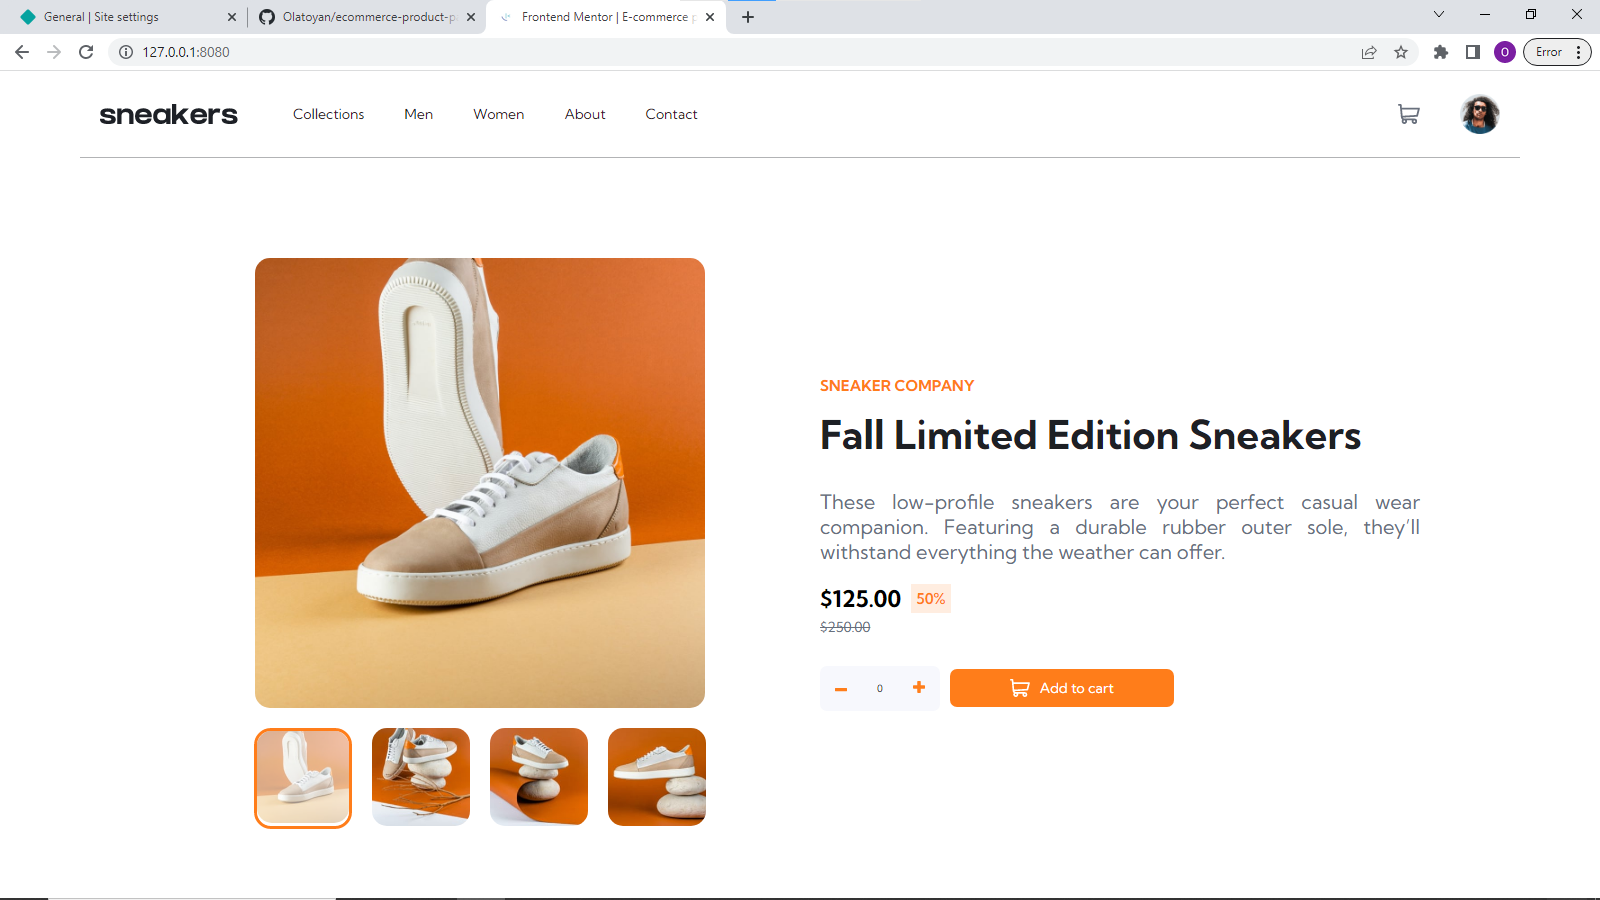 General | Site settings
Olatoyan/ecommerce-product-p
Frontend Mentor | E-commerce p
127.0.0.1:8080
O
Error
sneakers
Collections
Men
Women
About
Contact
SNEAKER COMPANY
Fall Limited Edition Sneakers
These low-profile sneakers are your perfect casual wear
companion. Featuring a durable rubber outer sole, they’ll
withstand everything the weather can offer.
$125.00 50%
$250.00
0
Add to cart